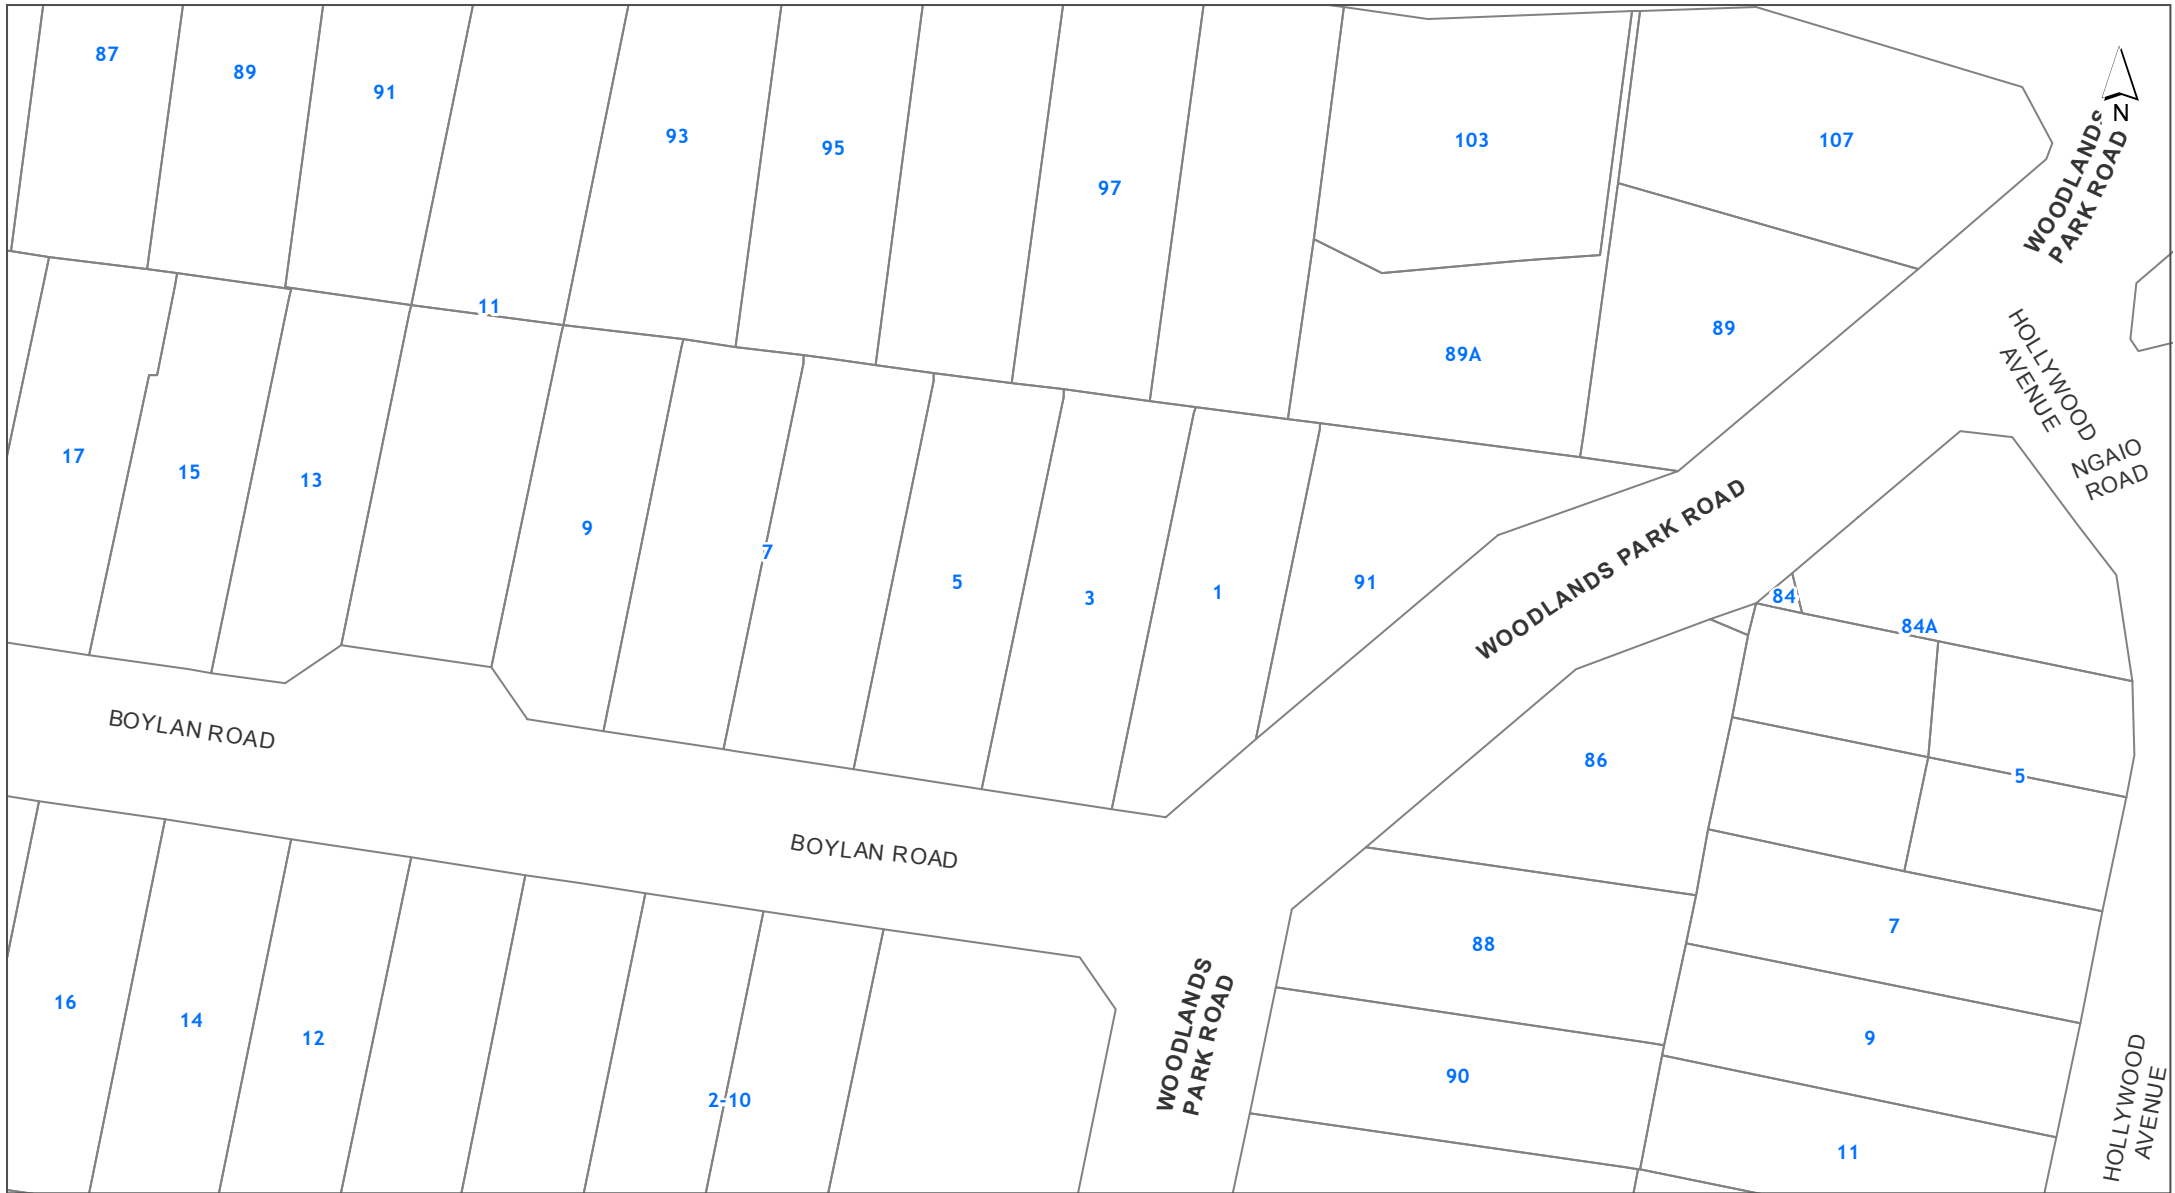 87
89
91
93
95
97
103
107
N
WOODLANDS
PARK ROAD
11
89A
89
HOLLYWOOD
AVENUE
NGAIO
ROAD
17
15
13
9
7
5
3
1
91
WOODLANDS PARK ROAD
84
84A
BOYLAN ROAD
BOYLAN ROAD
86
5
7
88
9
16
14
12
2-10
WOODLANDS
PARK ROAD
90
11
HOLLYWOOD
AVENUE